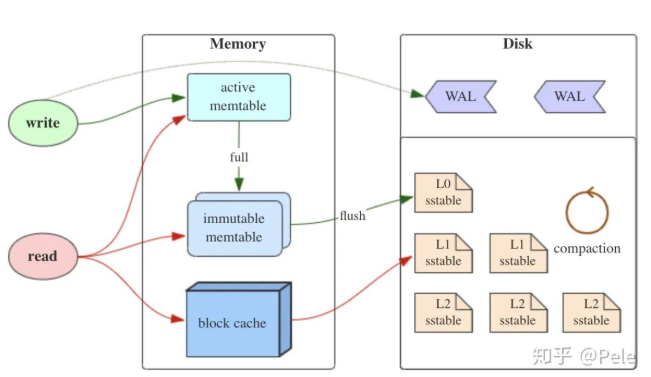 Memory
Disk
active
memtable
WAL
WAL
write
full
L0
sstable
immutable
memtable
flush
compaction
read
L1
sstable
L1
sstable
block cache
L2
sstable
L2
sstable
L2
sstable
知乎 @Pele